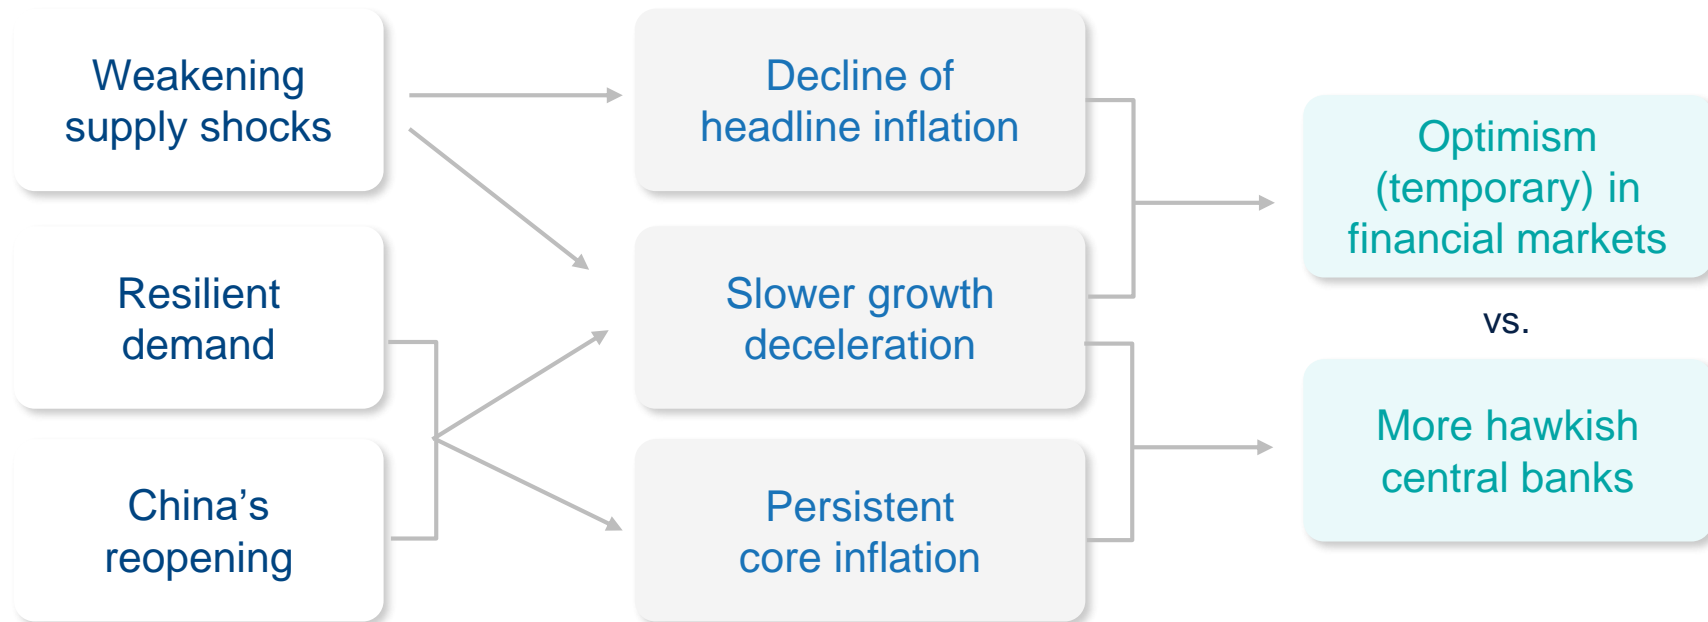 Weakening
supply shocks
Resilient
demand
China’s
reopening
Decline of
headline inflation
Slower growth
deceleration
Persistent
core inflation
Optimism
(temporary) in
financial markets
vs.
More hawkish
central banks